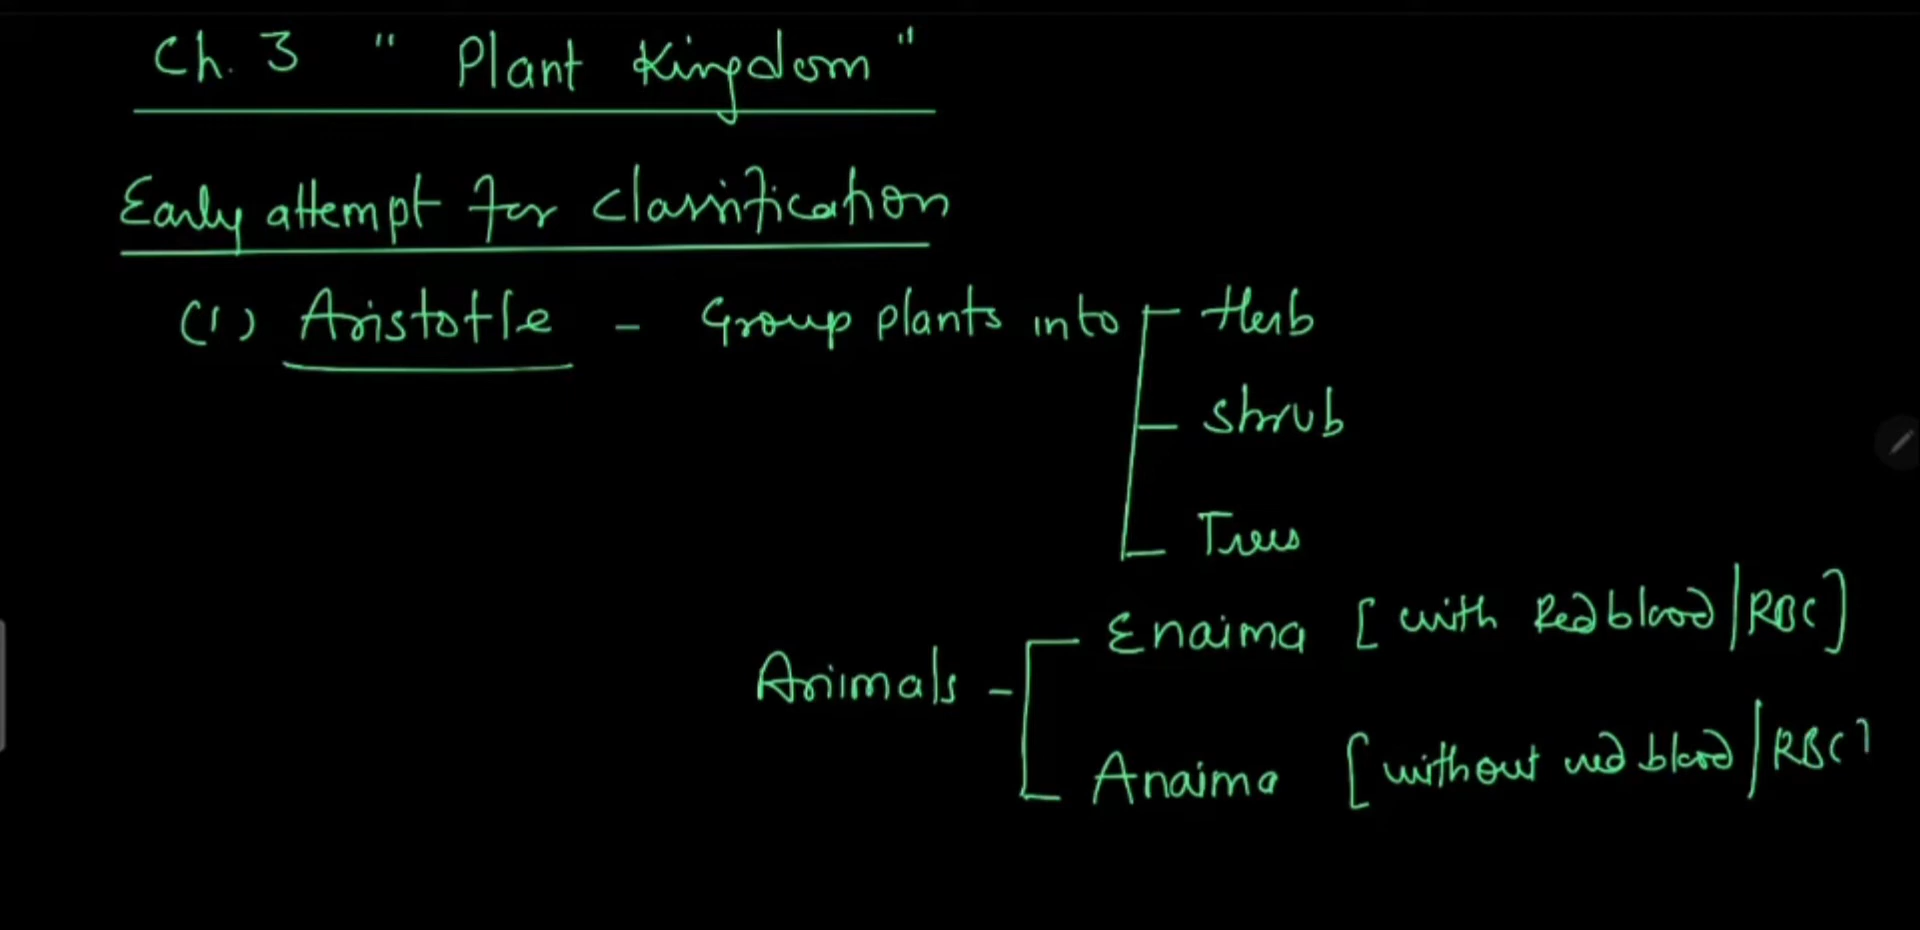 Ch. 3 " Plant Kingdom "
Early attempt for classification
(1) Aristotle - Group plants into Herb
Shrub
Trees
Enaima [with Red blood/RBC]
Animals -
Anaima [without red blood/RBC]